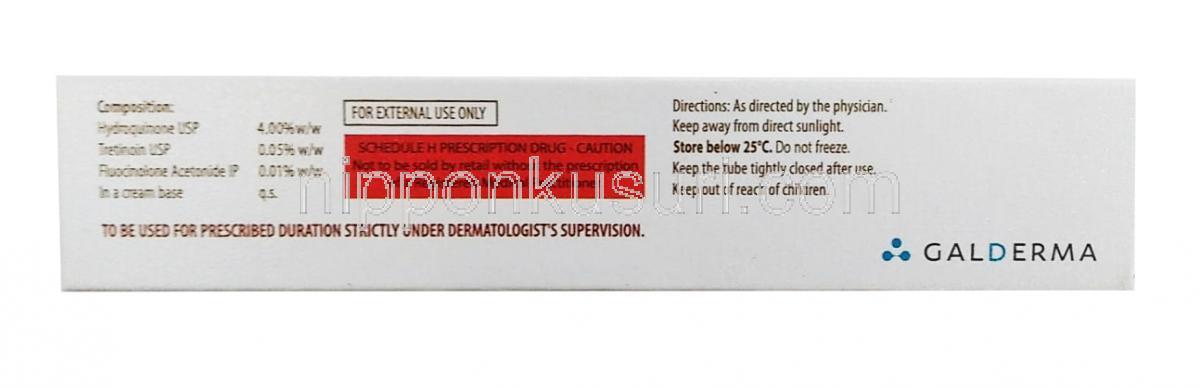 Composition:
Hydroquinone USP 4.00% w/w
Tretinoin USP 0.05% w/w
Fluocinolone Acetonide IP 0.01% w/w
In a cream base q.s.
FOR EXTERNAL USE ONLY
SCHEDULE H PRESCRIPTION DRUG - CAUTION
Not to be sold by retail without the prescription
Medical Practitioner
TO BE USED FOR PRESCRIBED DURATION STRICTLY UNDER DERMATOLOGIST'S SUPERVISION.
Directions: As directed by the physician.
Keep away from direct sunlight.
Store below 25°C. Do not freeze.
Keep the tube tightly closed after use.
Keep out of reach of children.
GALDERMA
nipponkusuri.com